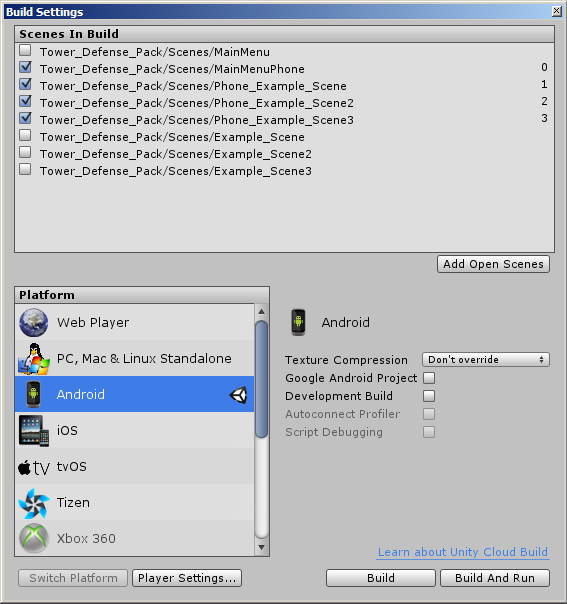 Build Settings
Scenes In Build
Tower_Defense_Pack/Scenes/MainMenu
Tower_Defense_Pack/Scenes/MainMenuPhone 0
Tower_Defense_Pack/Scenes/Phone_Example_Scene 1
Tower_Defense_Pack/Scenes/Phone_Example_Scene2 2
Tower_Defense_Pack/Scenes/Phone_Example_Scene3 3
Tower_Defense_Pack/Scenes/Example_Scene
Tower_Defense_Pack/Scenes/Example_Scene2
Tower_Defense_Pack/Scenes/Example_Scene3
Add Open Scenes
Platform
Web Player
PC, Mac & Linux Standalone
Android
iOS
tv tvOS
Tizen
Xbox 360
Android
Texture Compression Don't override
Google Android Project
Development Build
Autoconnect Profiler
Script Debugging
Learn about Unity Cloud Build
Switch Platform Player Settings... Build Build And Run